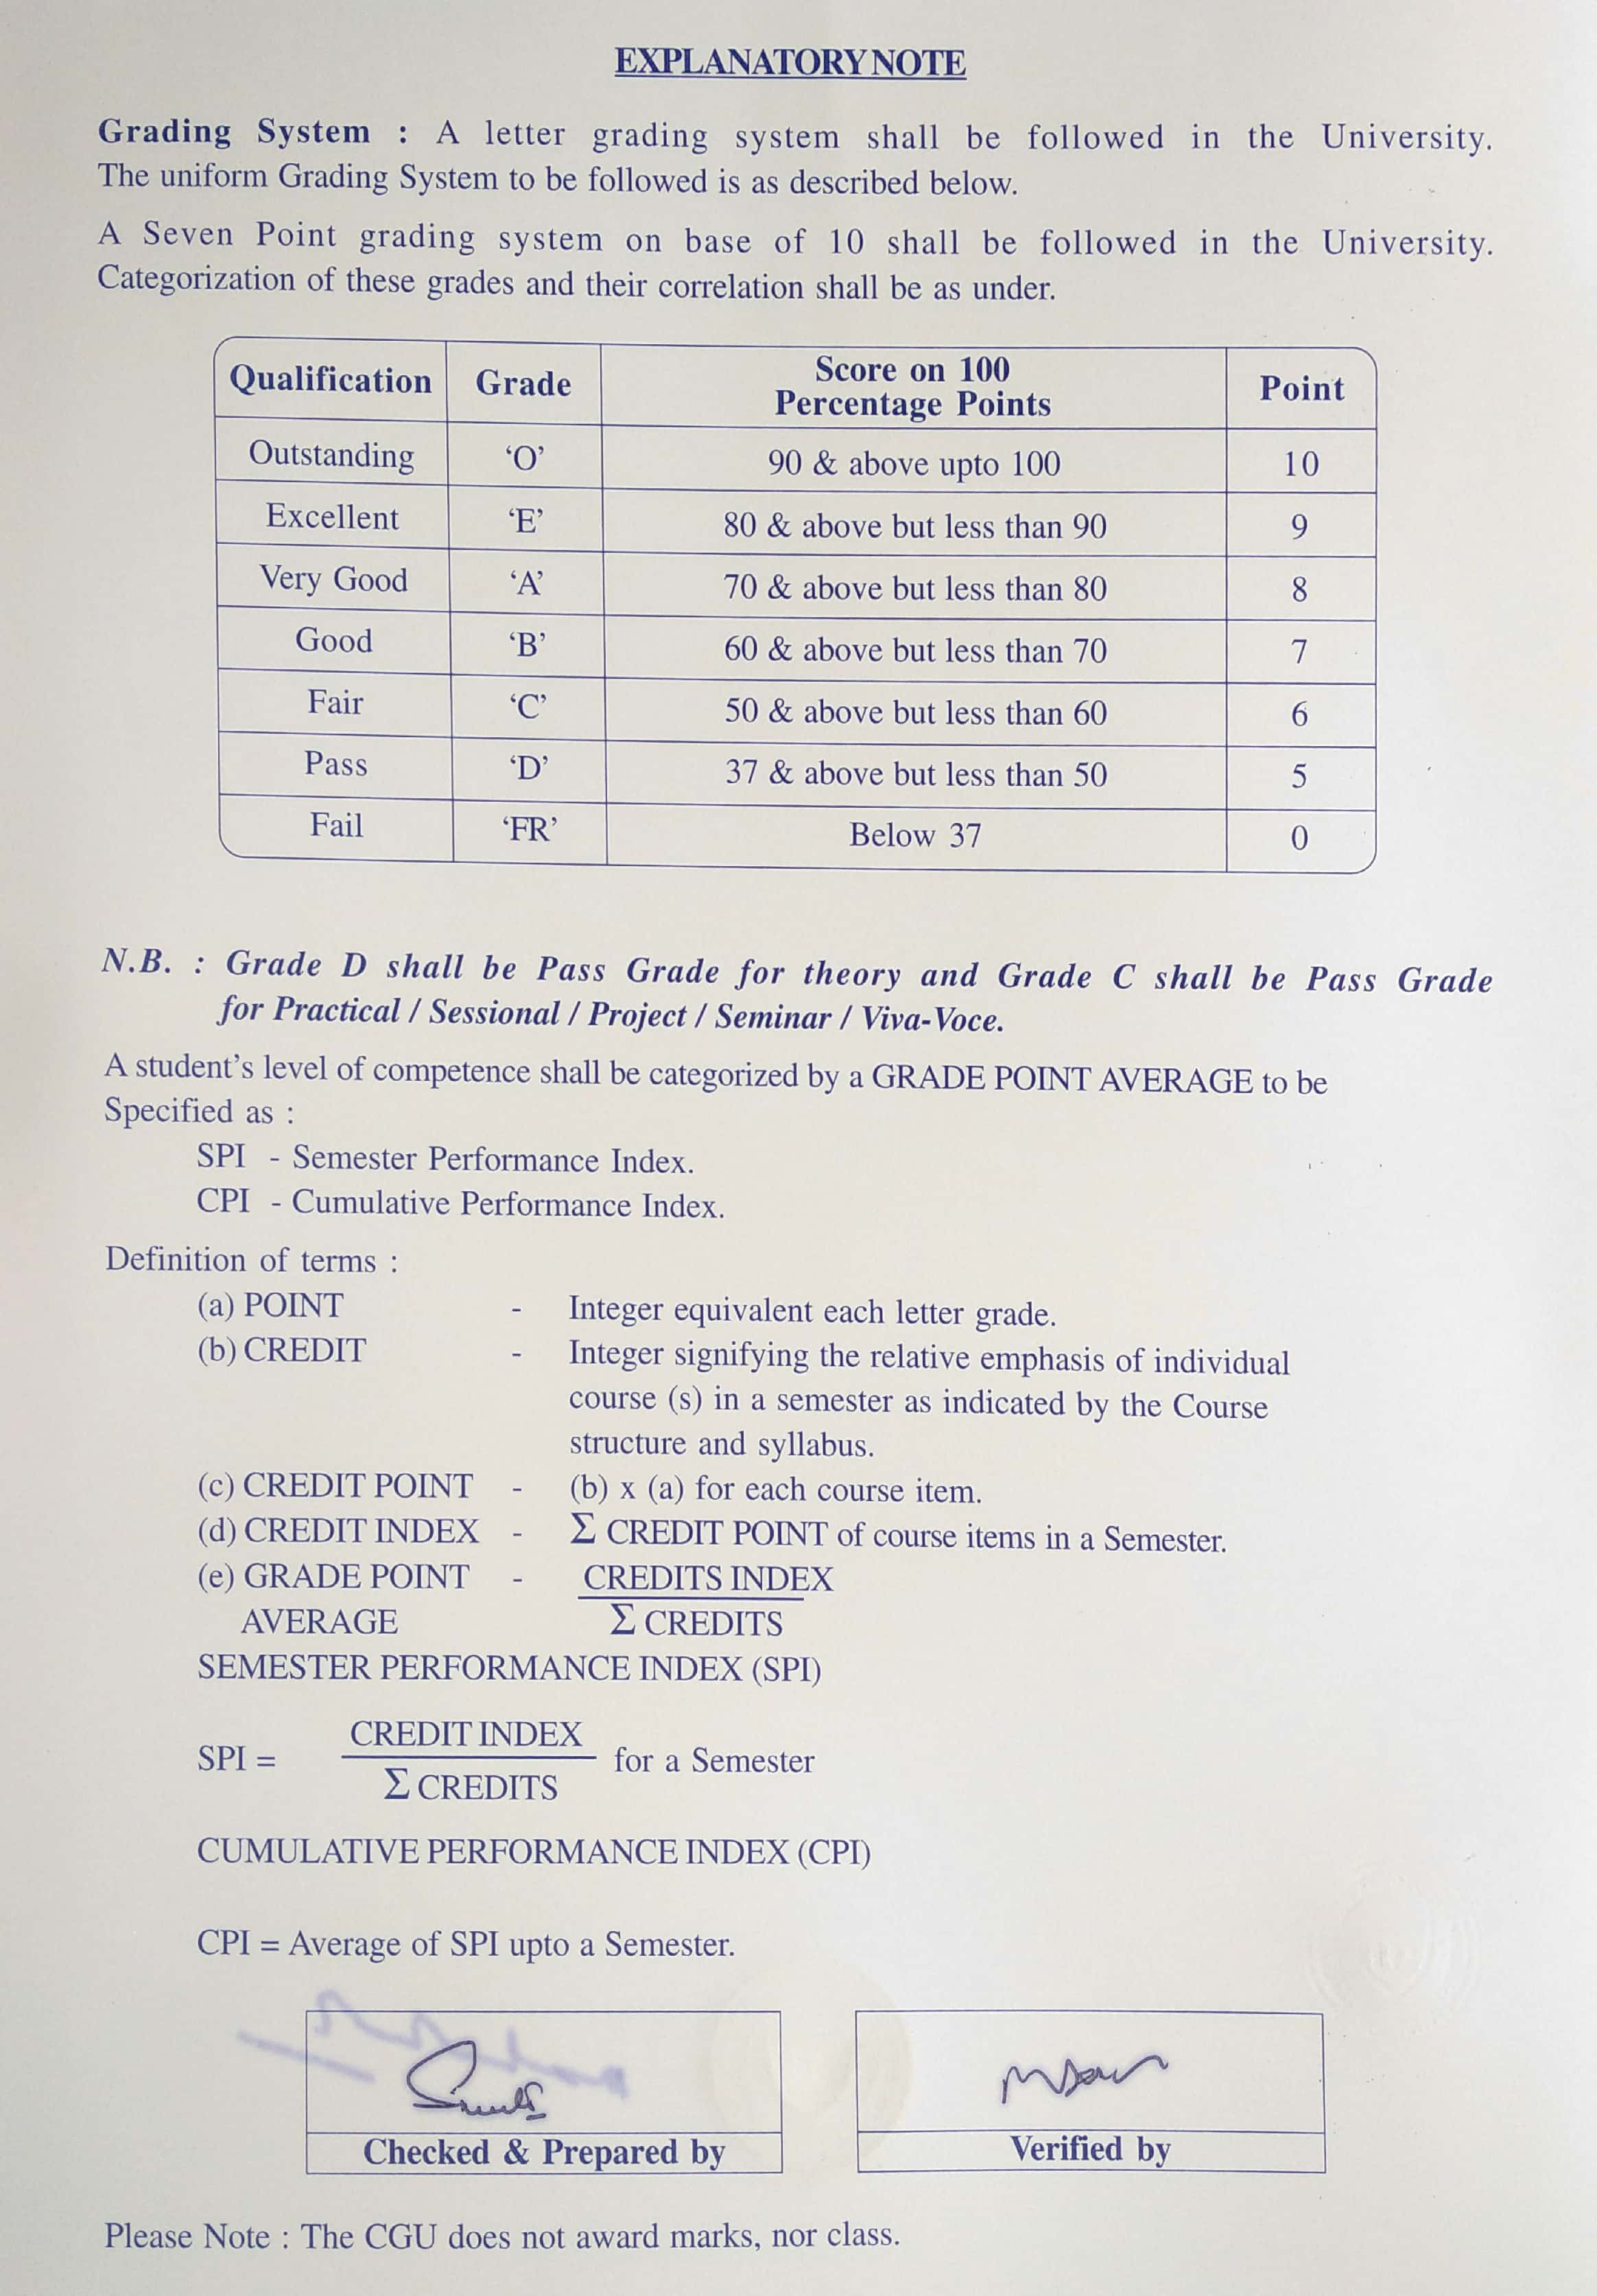 EXPLANATORY NOTE
Grading System : A letter grading system shall be followed in the University.
The uniform Grading System to be followed is as described below.
A Seven Point grading system on base of 10 shall be followed in the University.
Categorization of these grades and their correlation shall be as under.
Qualification Grade Score on 100 Percentage Points Point
Outstanding ‘O’ 90 & above upto 100 10
Excellent ‘E’ 80 & above but less than 90 9
Very Good ‘A’ 70 & above but less than 80 8
Good ‘B’ 60 & above but less than 70 7
Fair ‘C’ 50 & above but less than 60 6
Pass ‘D’ 37 & above but less than 50 5
Fail ‘FR’ Below 37 0
N.B. : Grade D shall be Pass Grade for theory and Grade C shall be Pass Grade
for Practical / Sessional / Project / Seminar / Viva-Voce.
A student’s level of competence shall be categorized by a GRADE POINT AVERAGE to be
Specified as :
SPI - Semester Performance Index.
CPI - Cumulative Performance Index.
Definition of terms :
(a) POINT - Integer equivalent each letter grade.
(b) CREDIT - Integer signifying the relative emphasis of individual
course (s) in a semester as indicated by the Course
structure and syllabus.
(c) CREDIT POINT - (b) x (a) for each course item.
(d) CREDIT INDEX - Σ CREDIT POINT of course items in a Semester.
(e) GRADE POINT - CREDITS INDEX
AVERAGE Σ CREDITS
SEMESTER PERFORMANCE INDEX (SPI)
CREDIT INDEX
SPI = for a Semester
Σ CREDITS
CUMULATIVE PERFORMANCE INDEX (CPI)
CPI = Average of SPI upto a Semester.
Checked & Prepared by
Verified by
Please Note : The CGU does not award marks, nor class.